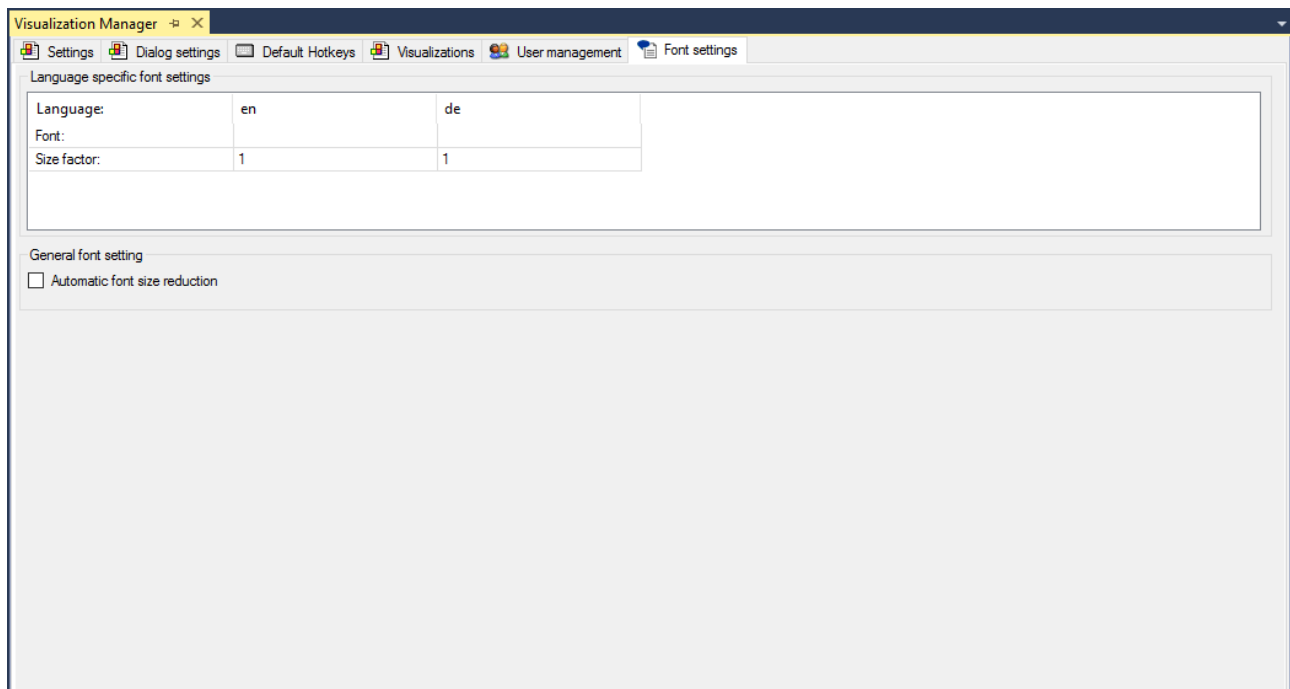 Visualization Manager
Settings Dialog settings Default Hotkeys Visualizations User management Font settings
Language specific font settings
Language: en de
Font:
Size factor: 1 1
General font setting
Automatic font size reduction